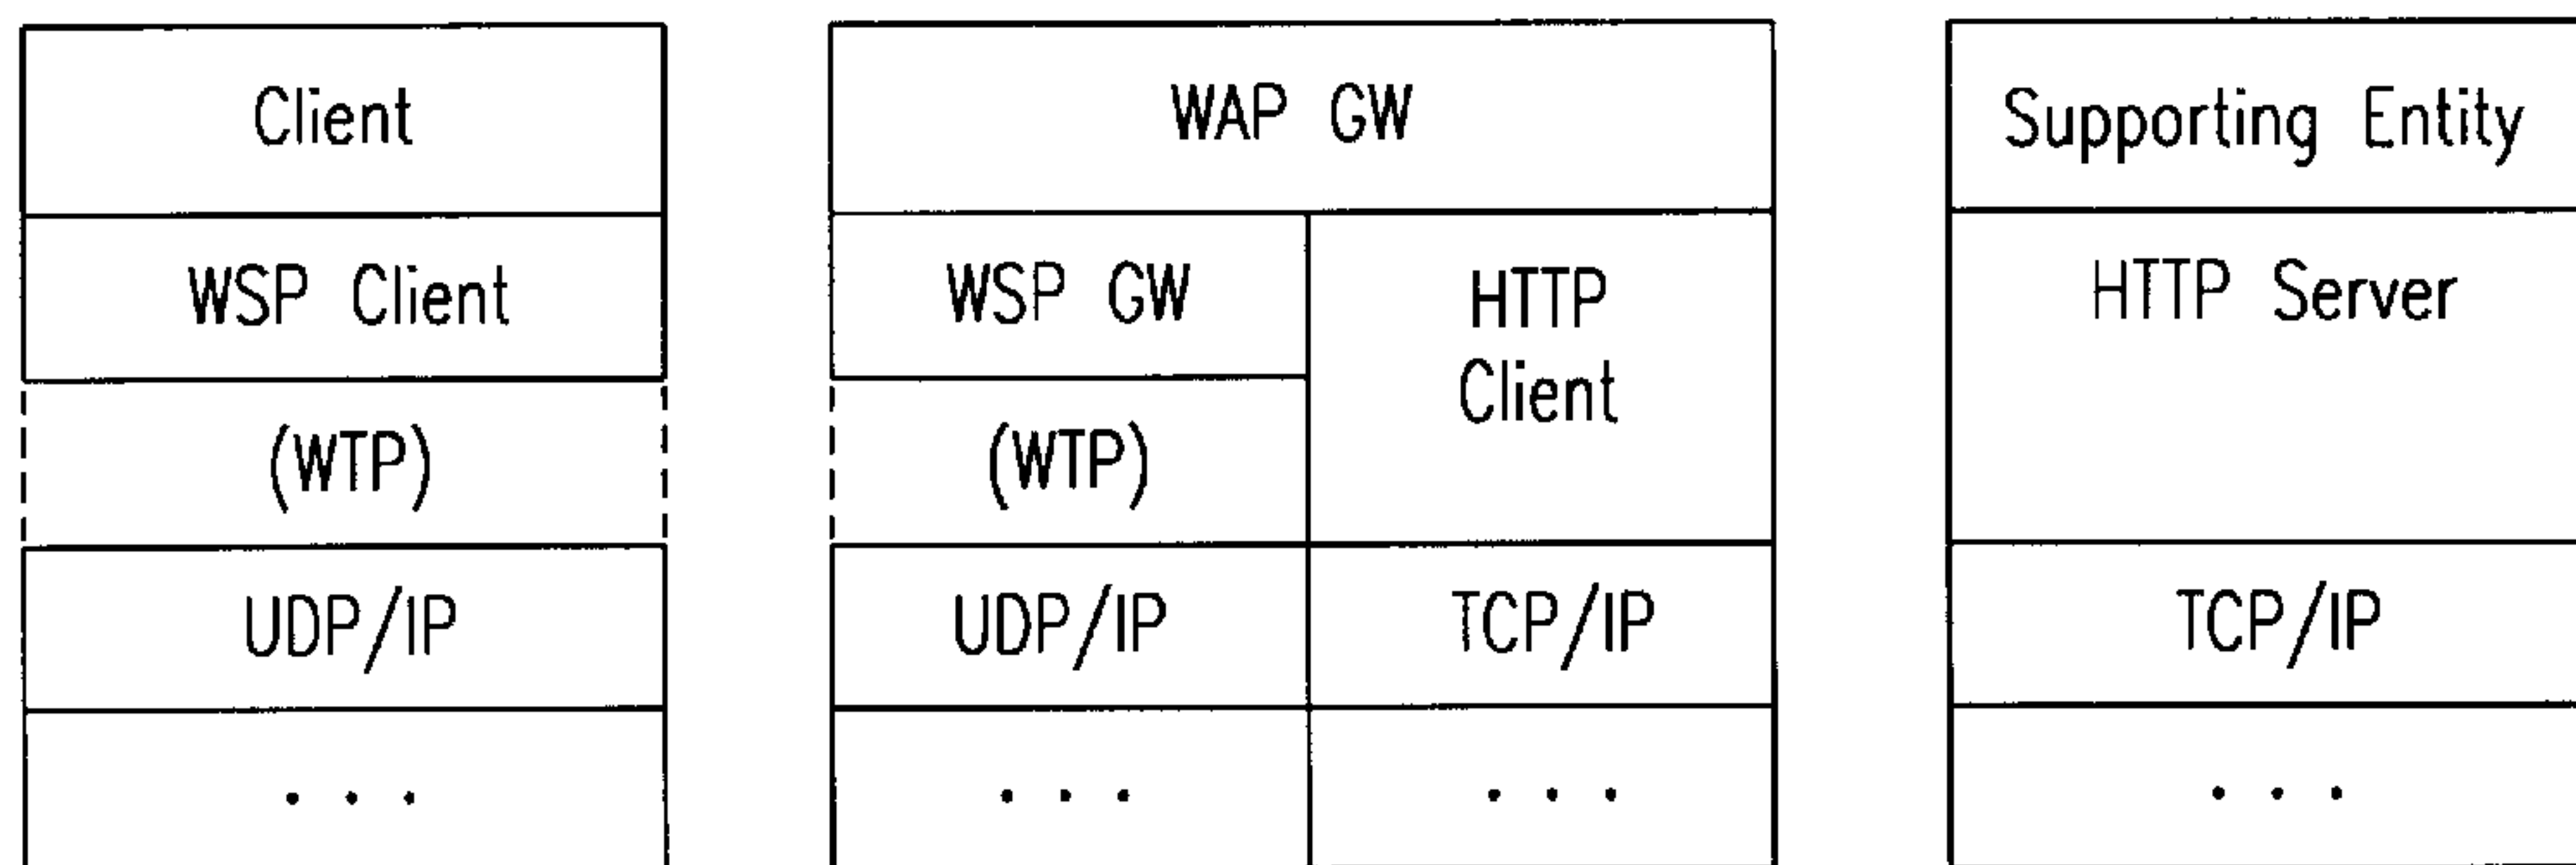 Client
WSP Client
(WTP)
UDP/IP
. . .
WAP GW
WSP GW
(WTP)
UDP/IP
. . .
HTTP
Client
TCP/IP
. . .
Supporting Entity
HTTP Server
TCP/IP
. . .